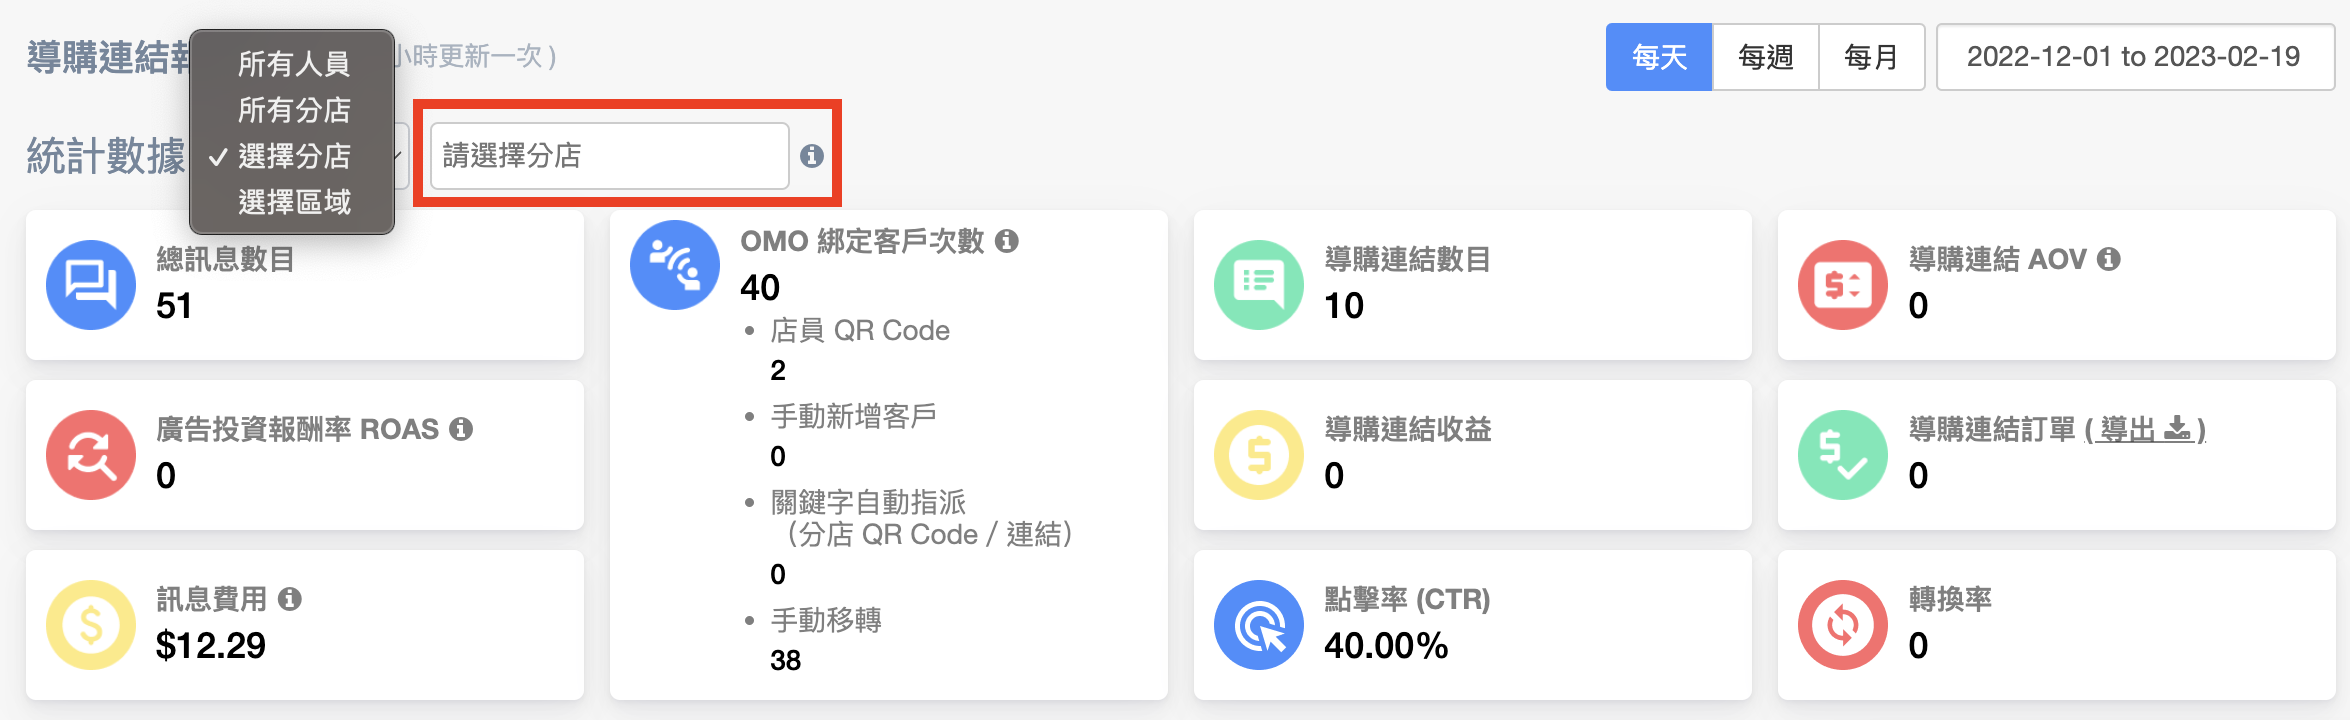 導購連結
小時更新一次 )
每天
每週
每月
2022-12-01 to 2023-02-19
所有人員
所有分店
選擇分店
選擇區域
統計數據
請選擇分店
總訊息數目
51
OMO 綁定客戶次數
40
• 店員 QR Code
2
• 手動新增客戶
0
• 關鍵字自動指派
（分店 QR Code / 連結）
0
• 手動移轉
38
導購連結數目
10
導購連結 AOV
0
廣告投資報酬率 ROAS
0
導購連結收益
0
導購連結訂單 ( 導出 )
0
訊息費用
$12.29
點擊率 (CTR)
40.00%
轉換率
0